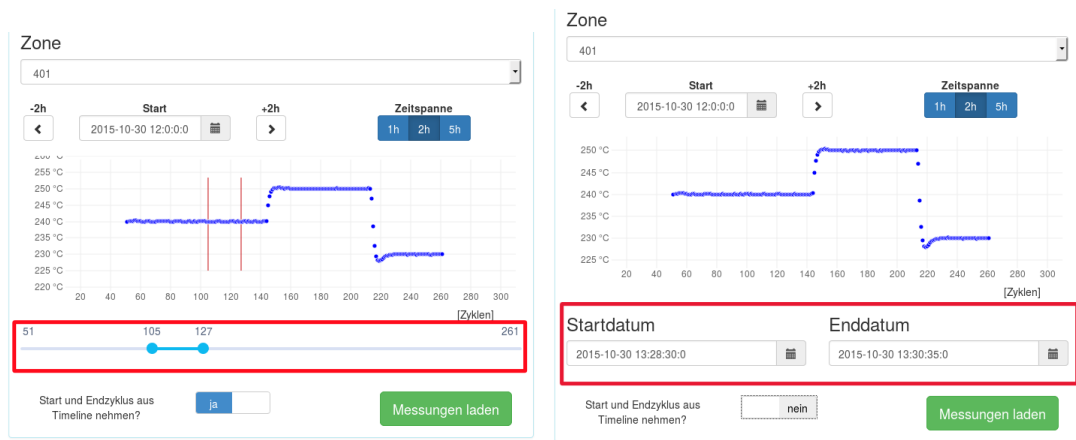 Zone
401
-2h Start +2h Zeitspanne
2015-10-30 12:0:0:0 1h 2h 5h
260 °C
255 °C
250 °C
245 °C
240 °C
235 °C
230 °C
225 °C
220 °C
20 40 60 80 100 120 140 160 180 200 220 240 260 280 300
[Zyklen]
51 105 127 261
Start und Endzyklus aus
Timeline nehmen?
ja
Messungen laden
Zone
401
-2h Start +2h Zeitspanne
2015-10-30 12:0:0:0 1h 2h 5h
250 °C
245 °C
240 °C
235 °C
230 °C
225 °C
20 40 60 80 100 120 140 160 180 200 220 240 260 280 300
[Zyklen]
Startdatum Enddatum
2015-10-30 13:28:30:0 2015-10-30 13:30:35:0
Start und Endzyklus aus
Timeline nehmen?
nein
Messungen laden